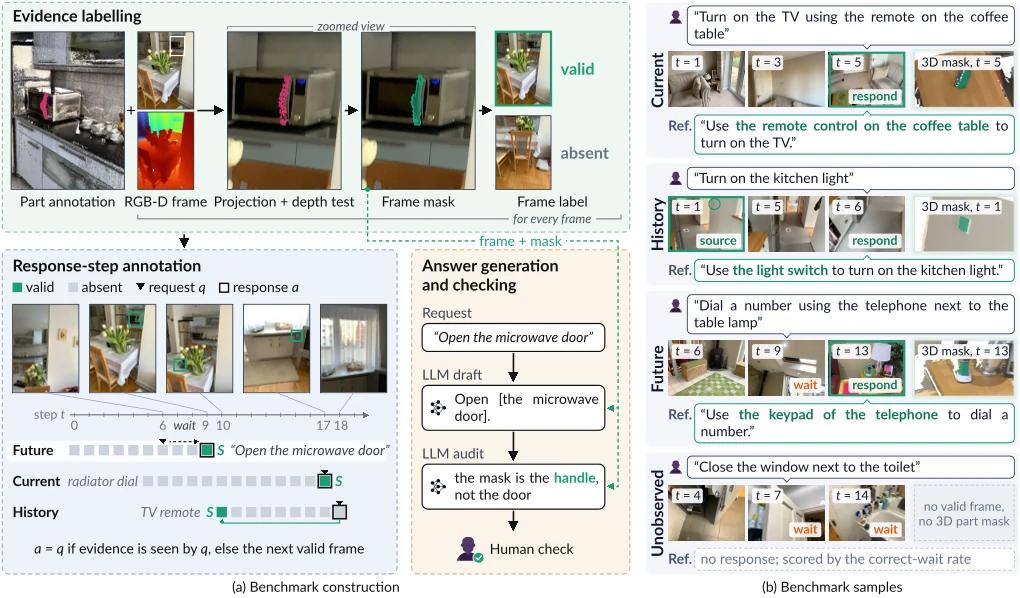 Evidence labelling
zoomed view
+
valid
absent
Part annotation
RGB-D frame
Projection + depth test
Frame mask
Frame label
for every frame
frame + mask
Response-step annotation
valid
absent
request q
response a
step t
0
6
wait
9
10
17
18
Future
S
"Open the microwave door"
Current
radiator dial
S
History
TV remote
S
a = q if evidence is seen by q, else the next valid frame
Answer generation
and checking
Request
"Open the microwave door"
LLM draft
Open [the microwave
door].
LLM audit
the mask is the handle,
not the door
Human check
(a) Benchmark construction
Current
"Turn on the TV using the remote on the coffee
table"
t = 1
t = 3
t = 5
respond
3D mask, t = 5
Ref.
"Use the remote control on the coffee table to
turn on the TV."
History
"Turn on the kitchen light"
t = 1
source
t = 5
t = 6
respond
3D mask, t = 1
Ref.
"Use the light switch to turn on the kitchen light."
Future
"Dial a number using the telephone next to the
table lamp"
t = 6
t = 9
wait
t = 13
respond
3D mask, t = 13
Ref.
"Use the keypad of the telephone to dial a
number."
Unobserved
"Close the window next to the toilet"
t = 4
t = 7
wait
t = 14
wait
no valid frame,
no 3D part mask
Ref.
no response; scored by the correct-wait rate
(b) Benchmark samples